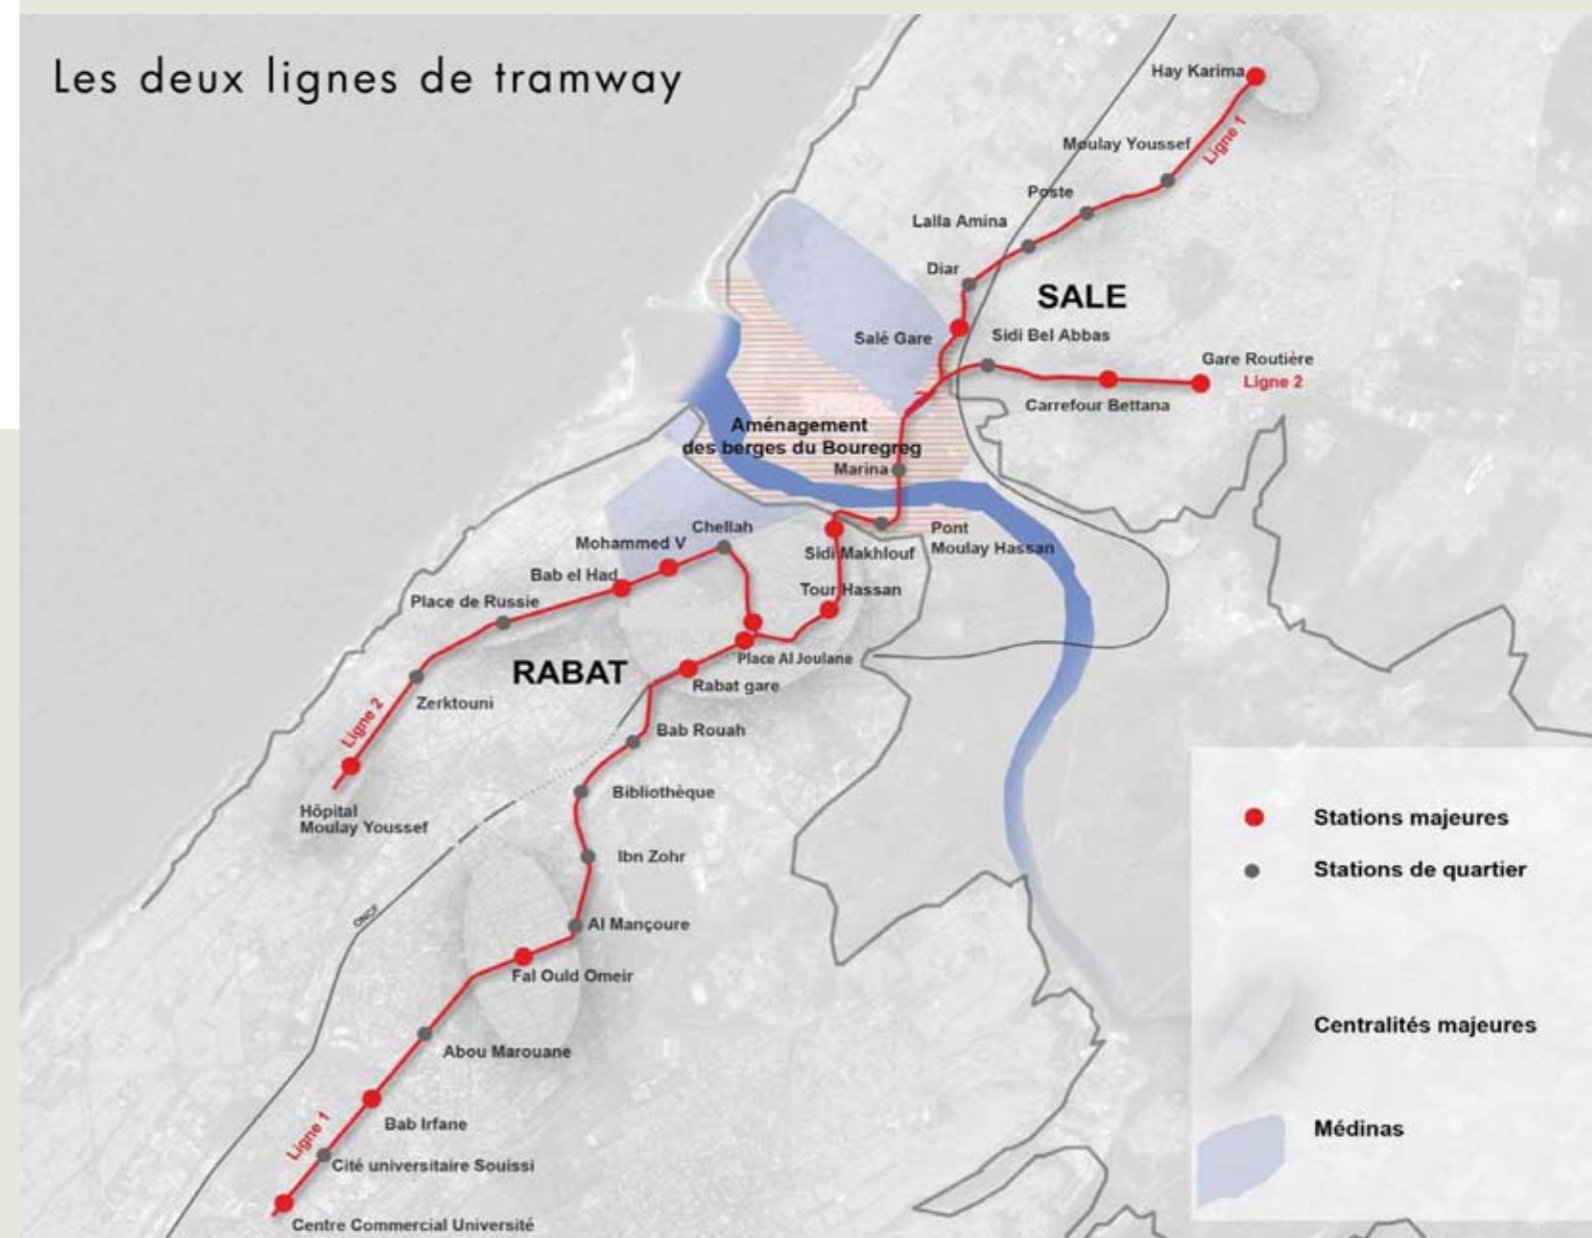 Les deux lignes de tramway
Hay Karima
Ligne 1
Moulay Youssef
Poste
Lalla Amina
Diar
SALE
Salé Gare
Sidi Bel Abbas
Gare Routière
Ligne 2
Carrefour Bettana
Aménagement
des berges du Bouregreg
Marina
Pont
Moulay Hassan
Sidi Makhlouf
Chellah
Mohammed V
Bab el Had
Tour Hassan
Place de Russie
Place Al Joulane
RABAT
Rabat gare
Zerktouni
Ligne 2
Bab Rouah
Hôpital
Moulay Youssef
Bibliothèque
Ibn Zohr
ONCF
Al Mançoure
Fal Ould Omeir
Abou Marouane
Bab Irfane
Ligne 1
Cité universitaire Souissi
Centre Commercial Université
Stations majeures
Stations de quartier
Centralités majeures
Médinas